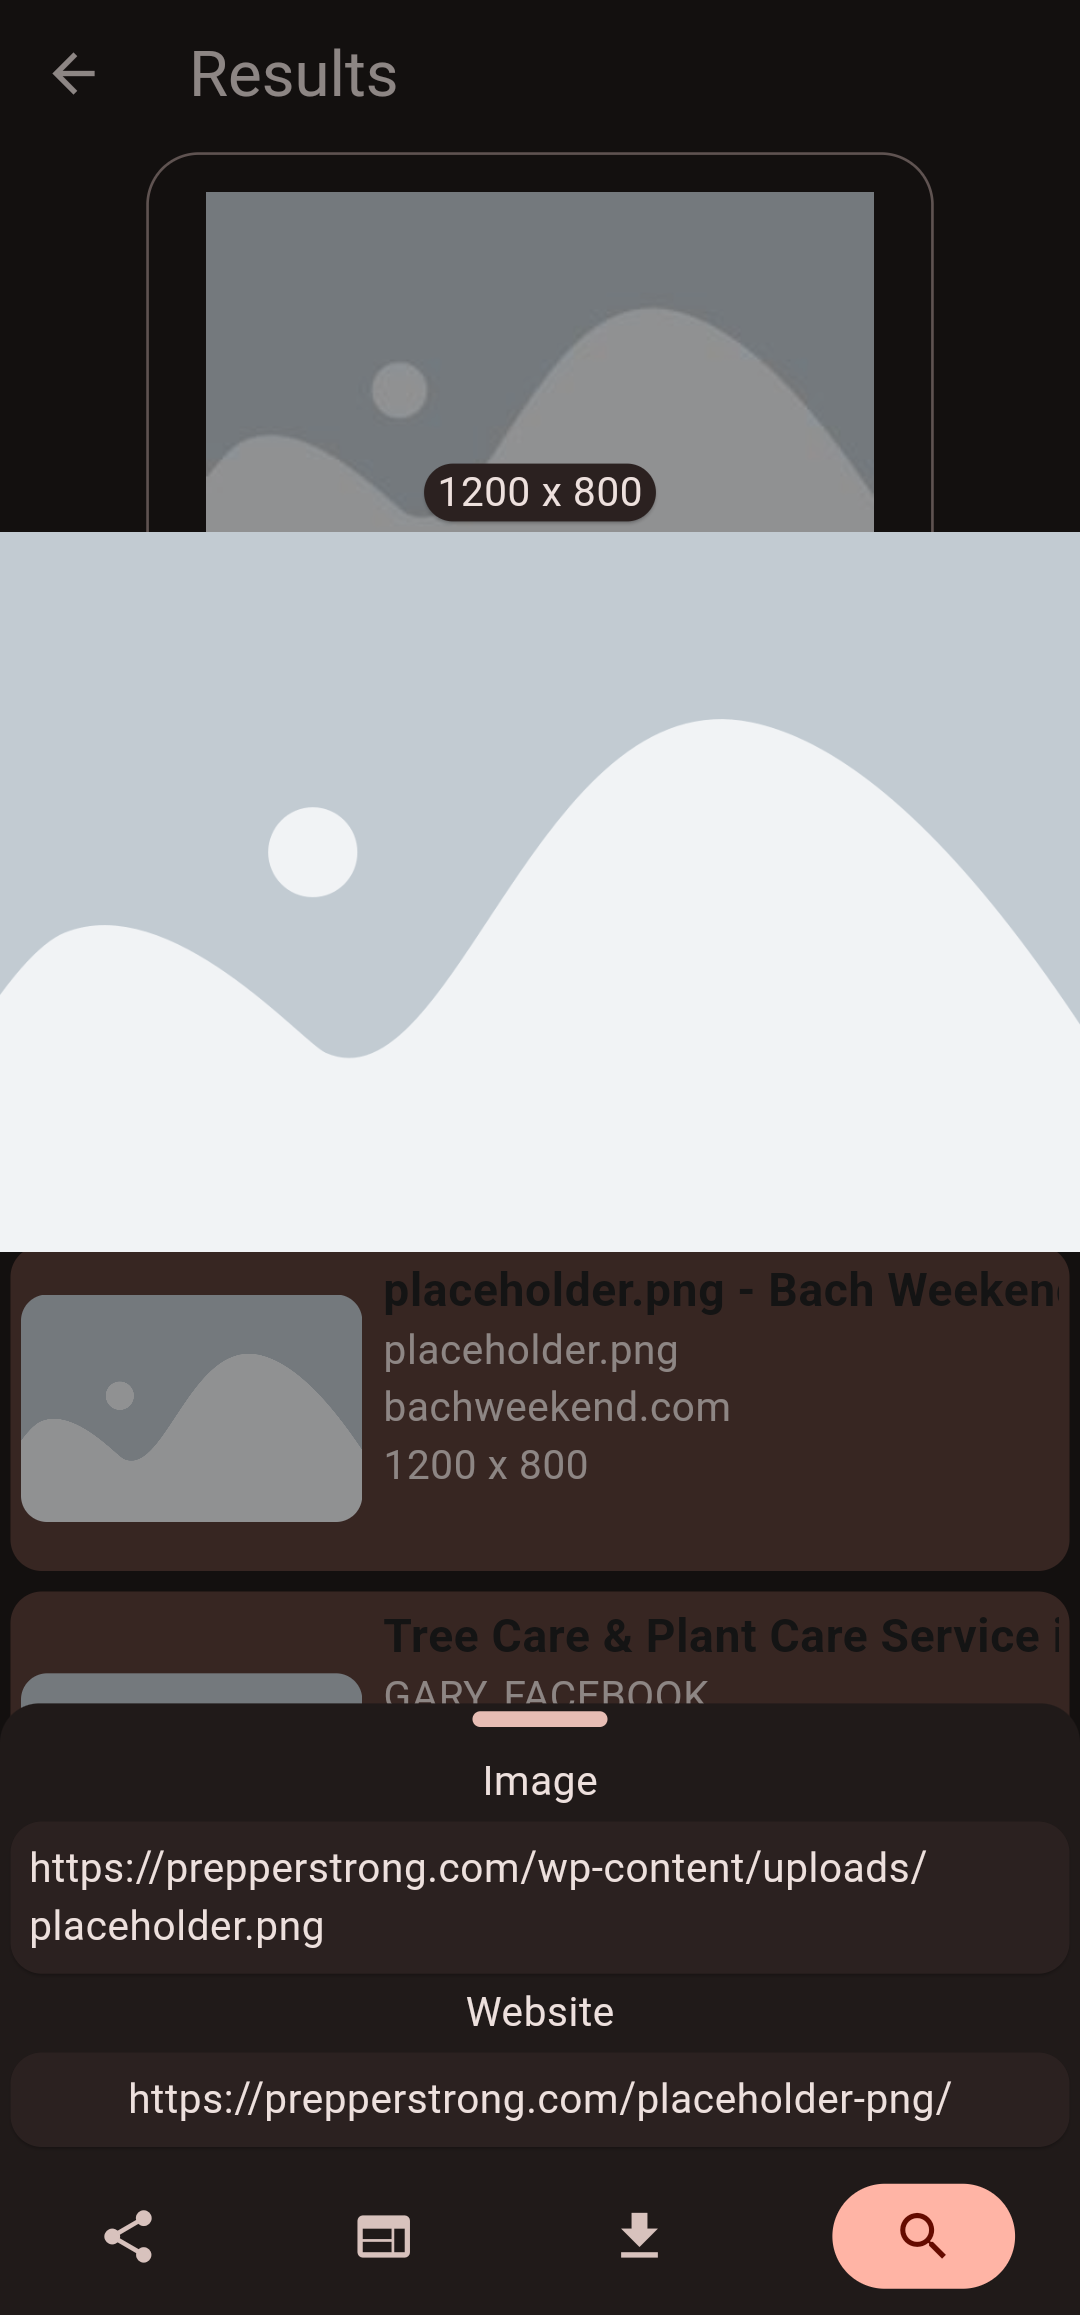 Results
1200 x 800
placeholder.png - Bach Weeken
placeholder.png
bachweekend.com
1200 x 800
Tree Care & Plant Care Service
GARY FACEBOOK
Image
https://prepperstrong.com/wp-content/uploads/
placeholder.png
Website
https://prepperstrong.com/placeholder-png/